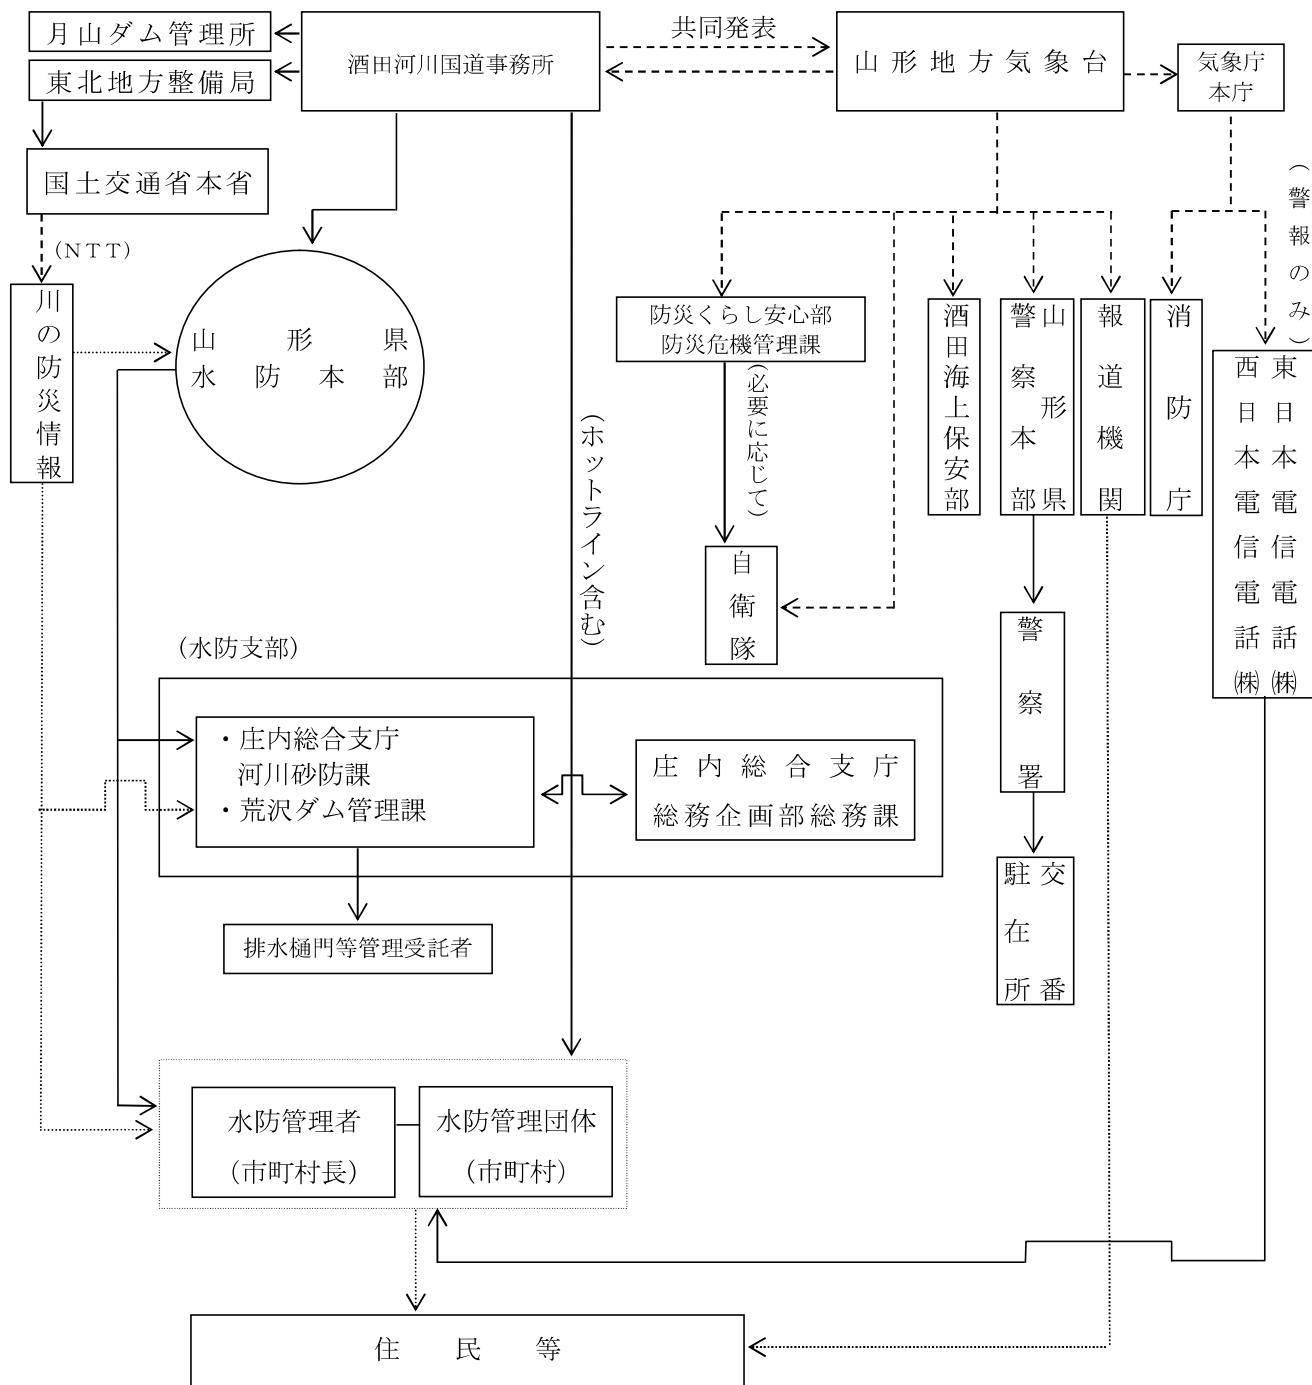 月山ダム管理所
東北地方整備局
国土交通省本省
(ＮＴＴ)
川の防災情報
酒田河川国道事務所
共同発表
山形地方気象台
気象庁
本庁
(警報のみ)
山形県
水防本部
(ホットライン含む)
防災くらし安心部
防災危機管理課
(必要に応じて)
自衛隊
酒田海上保安部
山形県
警察本部
報道機関
消防庁
東日本電信電話㈱
西日本電信電話㈱
警察署
交番
駐在所
(水防支部)
・庄内総合支庁
河川砂防課
・荒沢ダム管理課
庄内総合支庁
総務企画部総務課
排水樋門等管理受託者
水防管理者
(市町村長)
水防管理団体
(市町村)
住民等